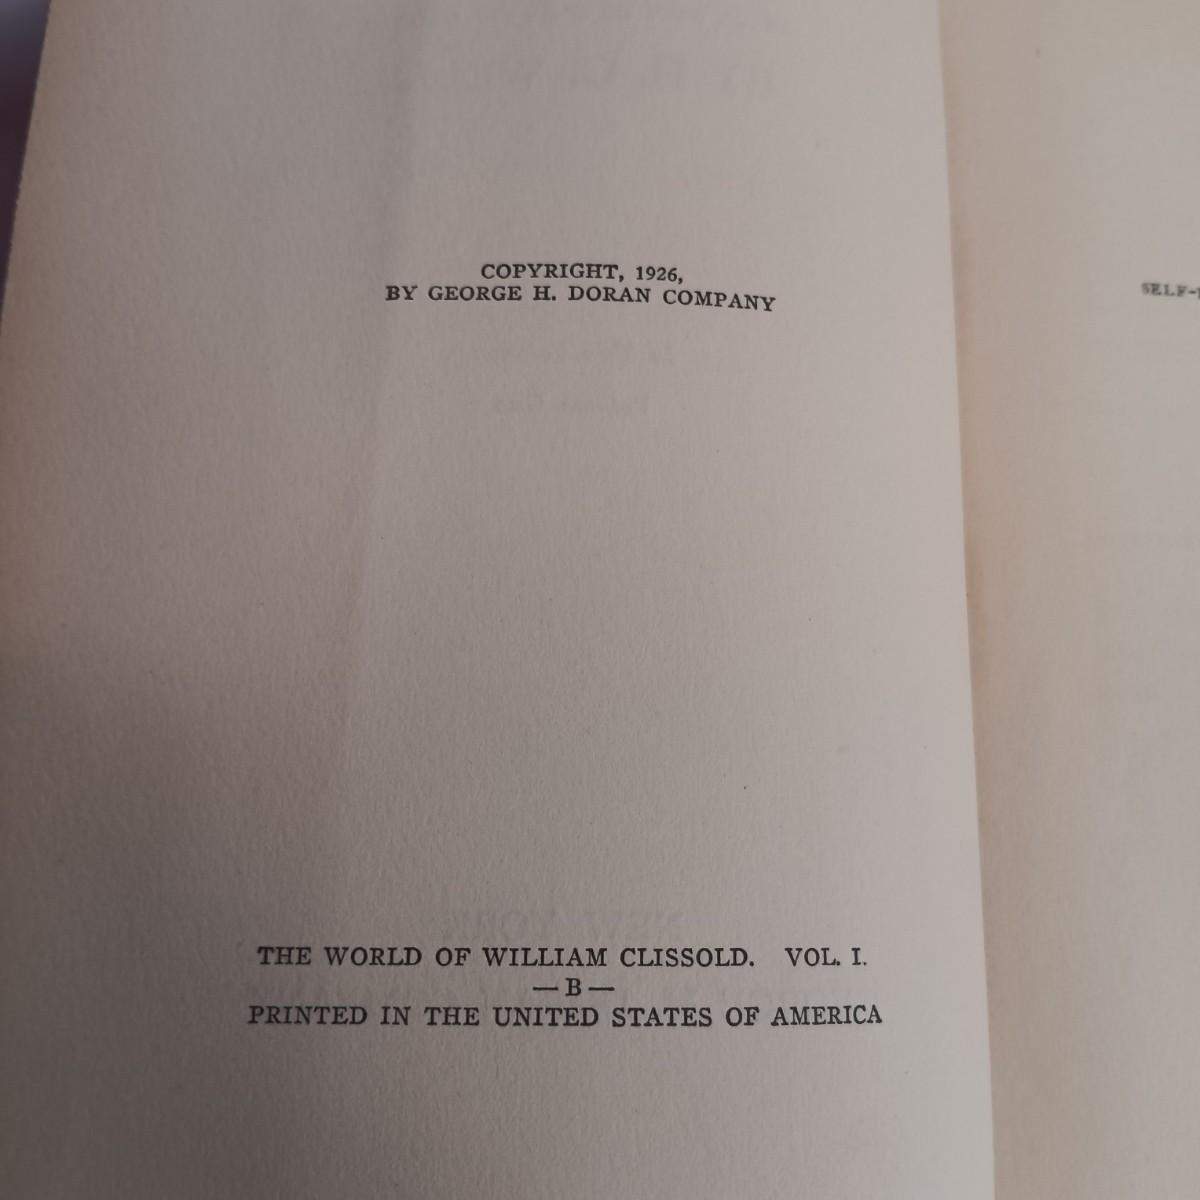 COPYRIGHT, 1926,
BY GEORGE H. DORAN COMPANY
SELF-
THE WORLD OF WILLIAM CLISSOLD. VOL. I.
— B —
PRINTED IN THE UNITED STATES OF AMERICA